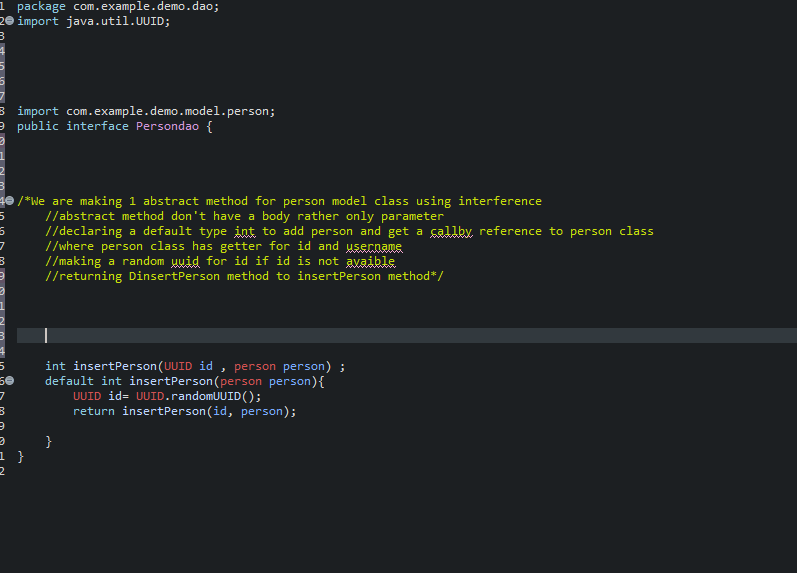 1 package com.example.demo.dao;
2 import java.util.UUID;
3
4
5
6
7
8 import com.example.demo.model.person;
9 public interface Persondao {
0
1
2
3
4 /*We are making 1 abstract method for person model class using interference
5 //abstract method don't have a body rather only parameter
6 //declaring a default type int to add person and get a callby reference to person class
7 //where person class has getter for id and username
8 //making a random uuid for id if id is not avaible
9 //returning DinsertPerson method to insertPerson method*/
0
1
2
3
4
5 int insertPerson(UUID id , person person) ;
6 default int insertPerson(person person){
7 UUID id= UUID.randomUUID();
8 return insertPerson(id, person);
9
0 }
1 }
2